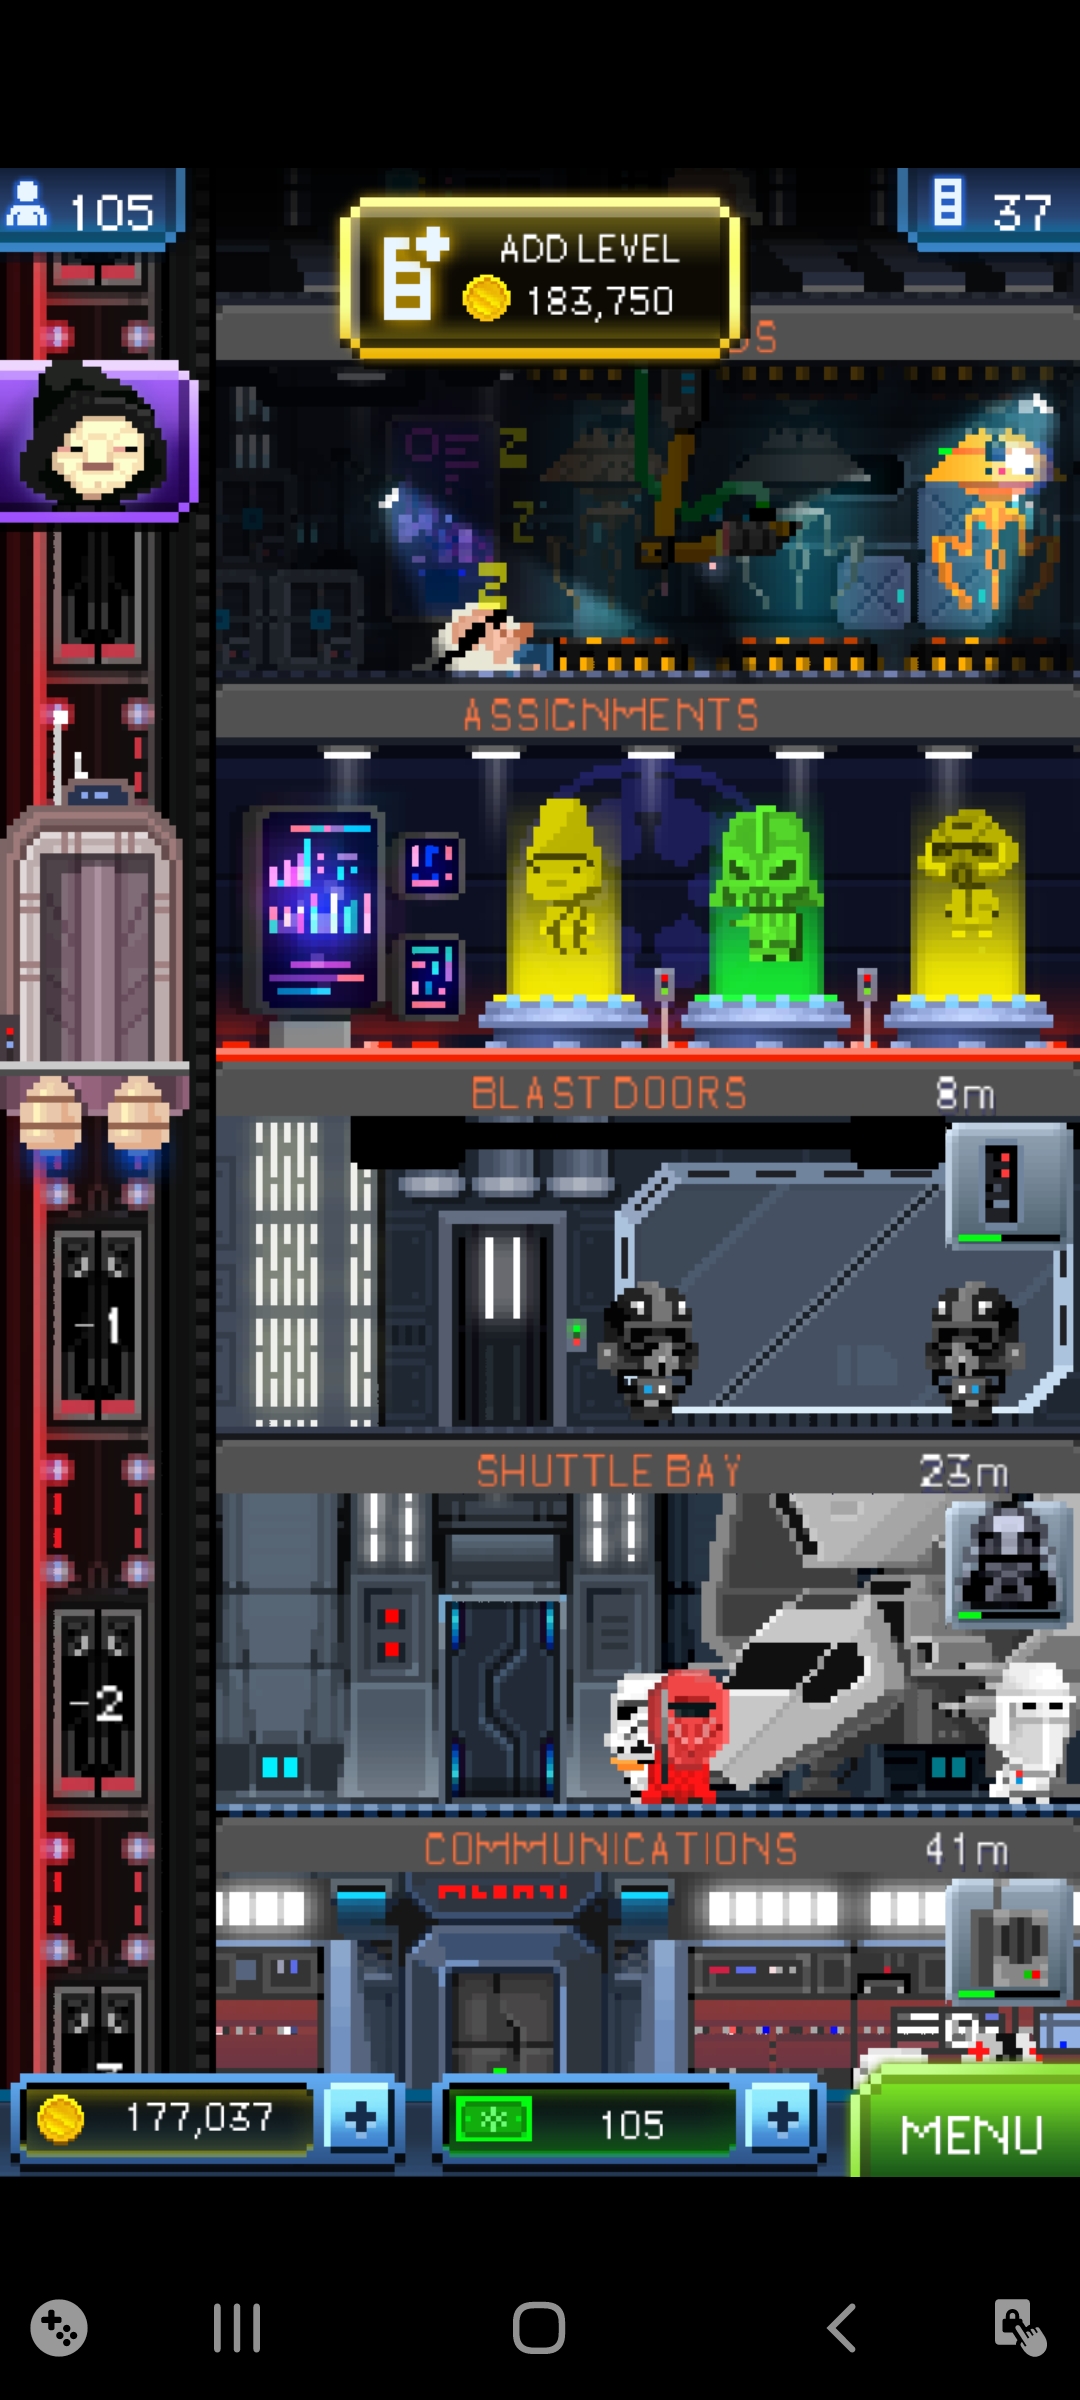 105
37
ADD LEVEL
183,750
DS
Z
Z
Z
ASSIGNMENTS
BLAST DOORS 8m
-1
SHUTTLE BAY 23m
-2
COMMUNICATIONS 41m
177,037
105
MENU